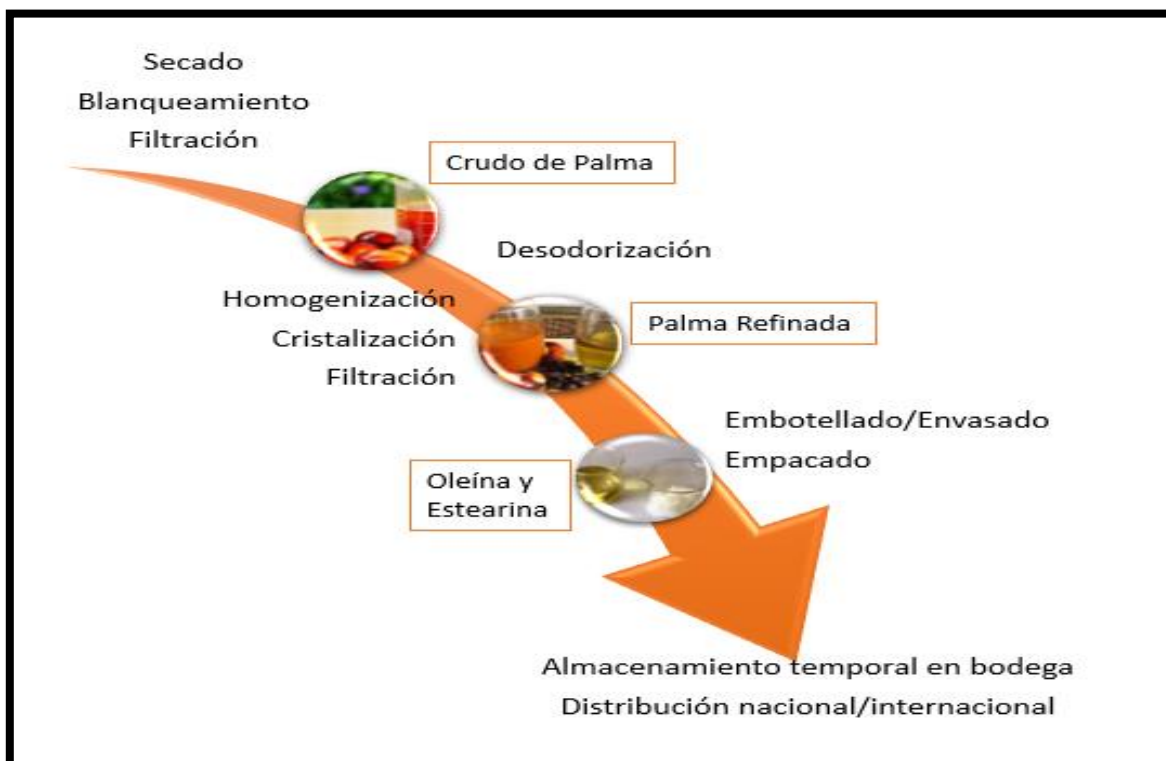 Secado
Blanqueamiento
Filtración
Crudo de Palma
Desodorización
Homogenización
Cristalización
Filtración
Palma Refinada
Embotellado/Envasado
Empacado
Oleína y
Estearina
Almacenamiento temporal en bodega
Distribución nacional/internacional